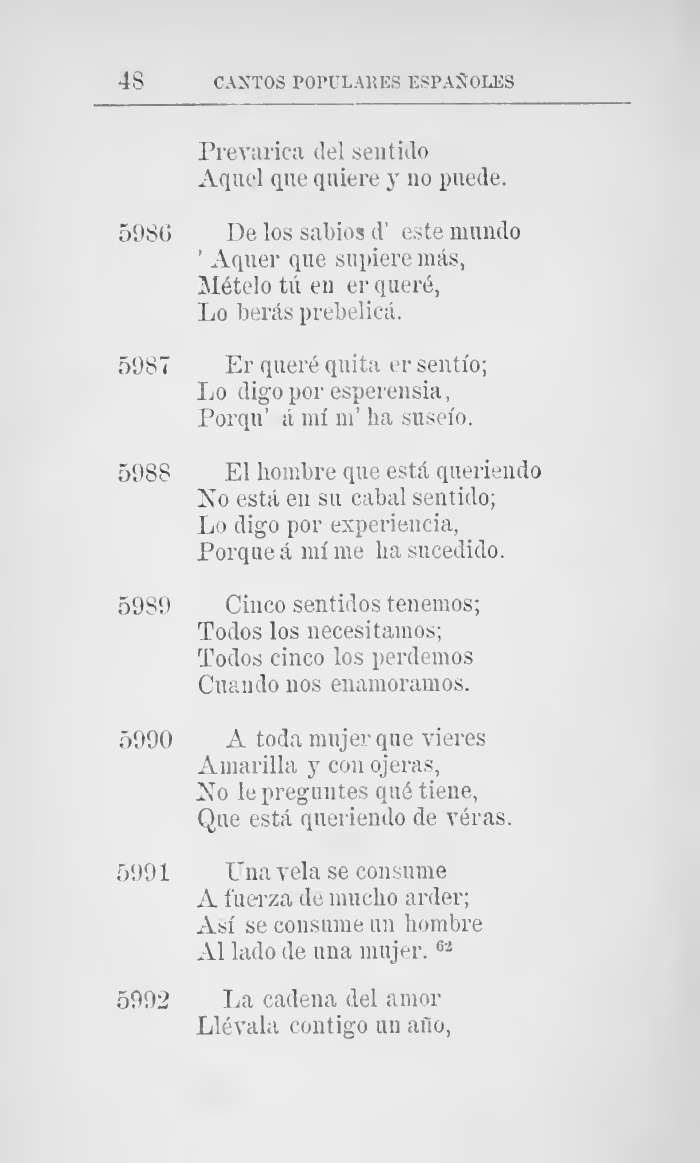 48 CANTOS POPULARES ESPAÑOLES
Prevarica del sentido
Aquel que quiere y no puede.
5986 De los sabios d' este mundo
' Aquer que supiere más,
Mételo tú en er queré,
Lo berás prebelicá.
5987 Er queré quita er sentío;
Lo digo por esperensia,
Porqu' á mí m' ha suseío.
5988 El hombre que está queriendo
No está en su cabal sentido;
Lo digo por experiencia,
Porque á mí me ha sucedido.
5989 Cinco sentidos tenemos;
Todos los necesitamos;
Todos cinco los perdemos
Cuando nos enamoramos.
5990 A toda mujer que vieres
Amarilla y con ojeras,
No le preguntes qué tiene,
Que está queriendo de véras.
5991 Una vela se consume
A fuerza de mucho arder;
Así se consume un hombre
Al lado de una mujer. 62
5992 La cadena del amor
Llévala contigo un año,